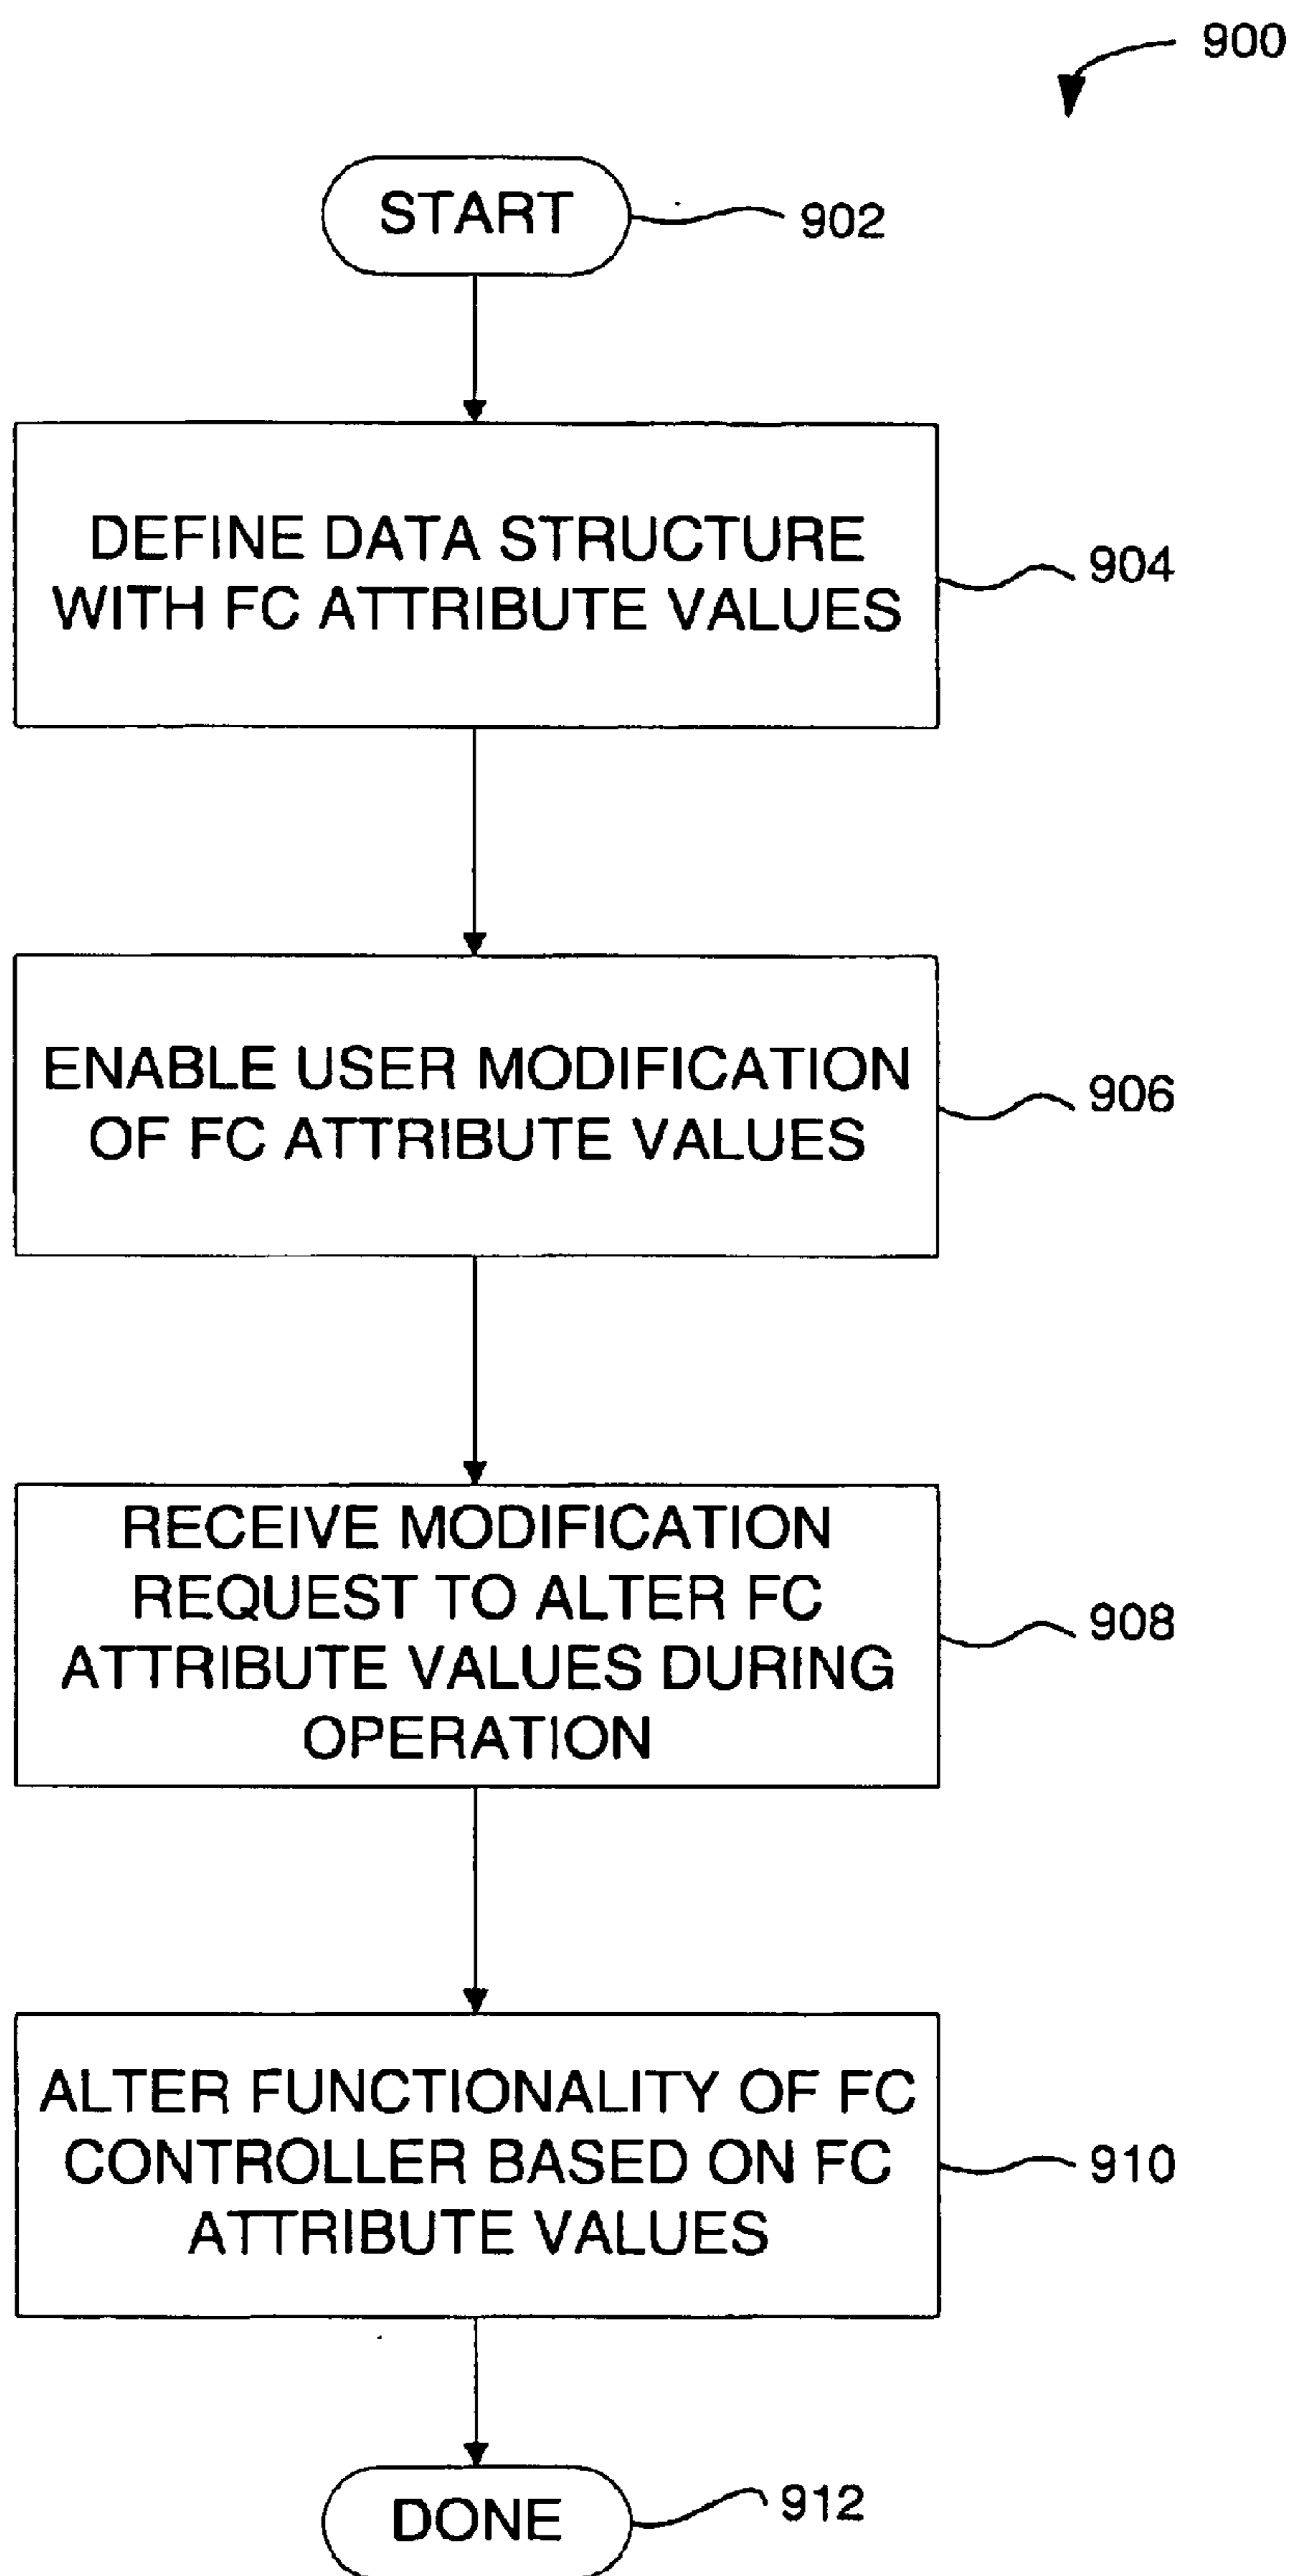 900
START
902
DEFINE DATA STRUCTURE
WITH FC ATTRIBUTE VALUES
904
ENABLE USER MODIFICATION
OF FC ATTRIBUTE VALUES
906
RECEIVE MODIFICATION
REQUEST TO ALTER FC
ATTRIBUTE VALUES DURING
OPERATION
908
ALTER FUNCTIONALITY OF FC
CONTROLLER BASED ON FC
ATTRIBUTE VALUES
910
DONE
912